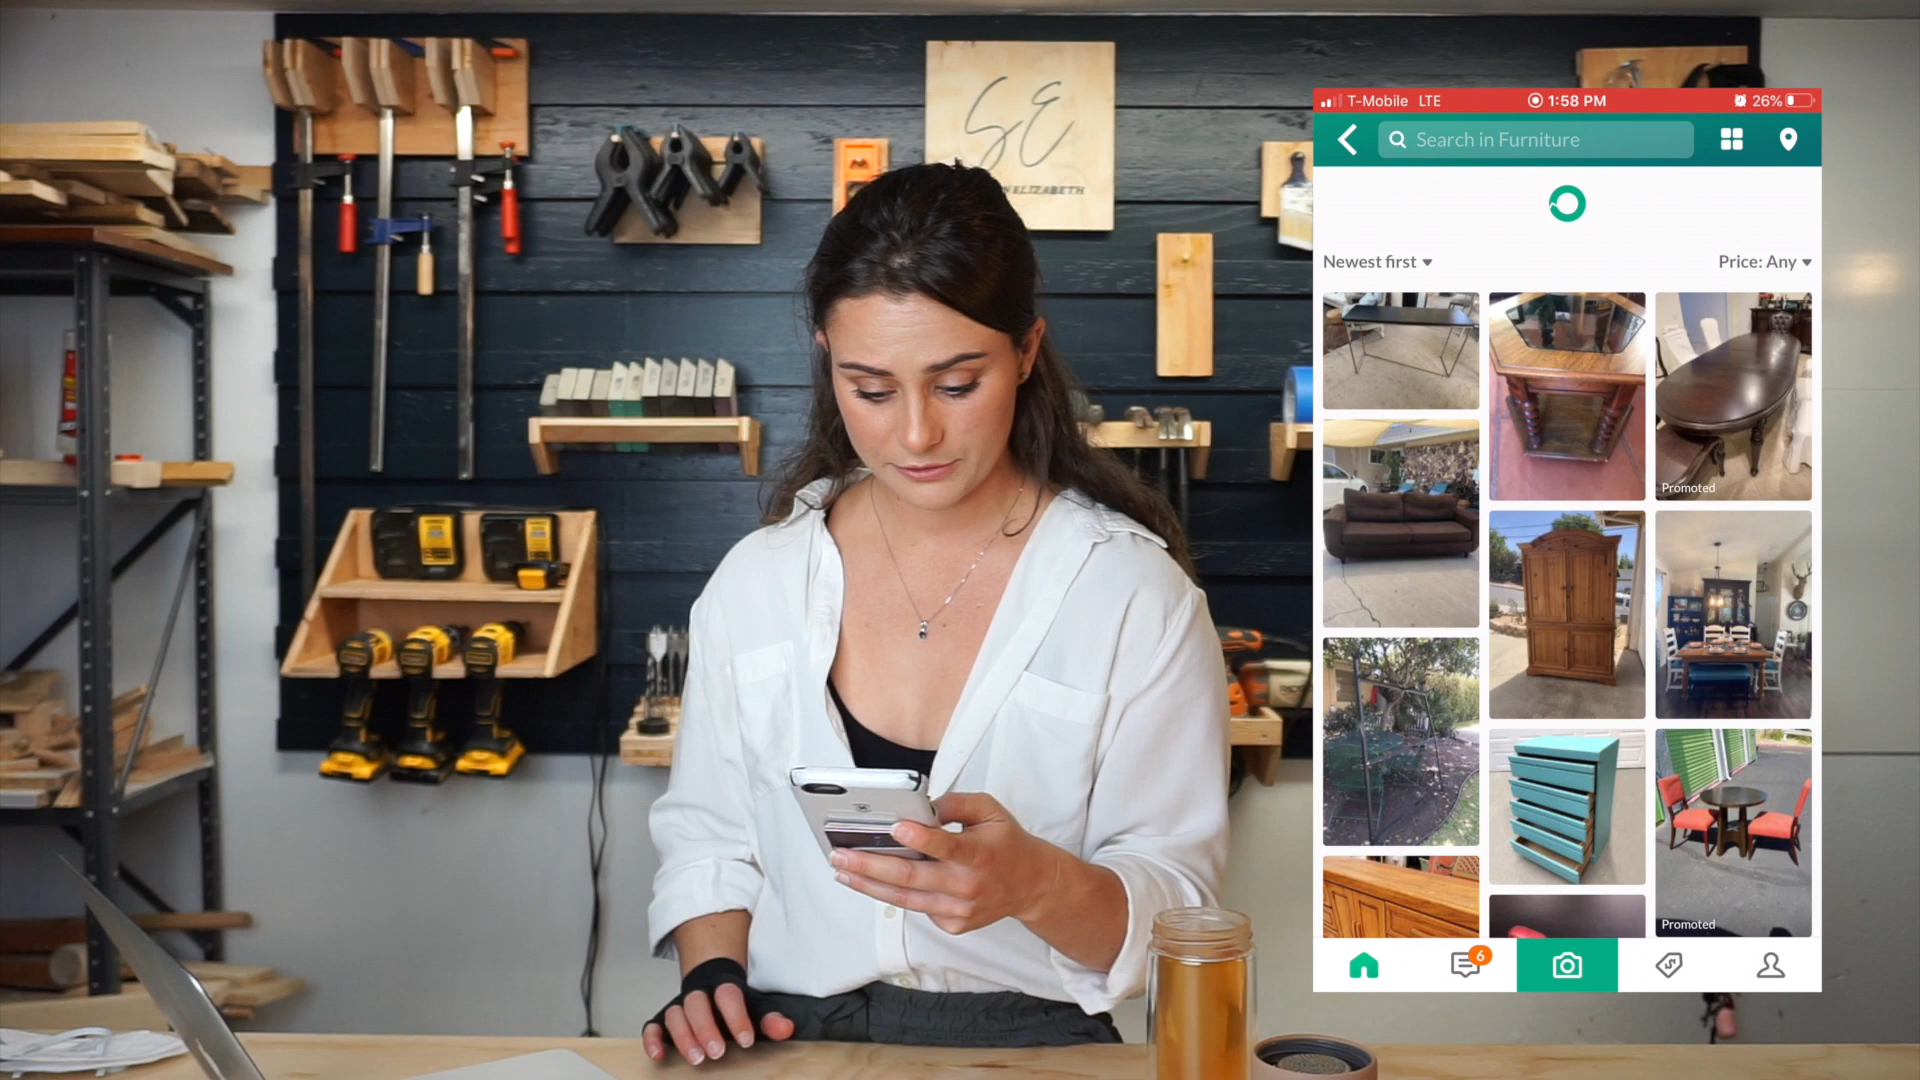 SE
N ELIZABETH
T-Mobile LTE
1:58 PM
26%
Search in Furniture
Newest first
Price: Any
Promoted
6
Promoted